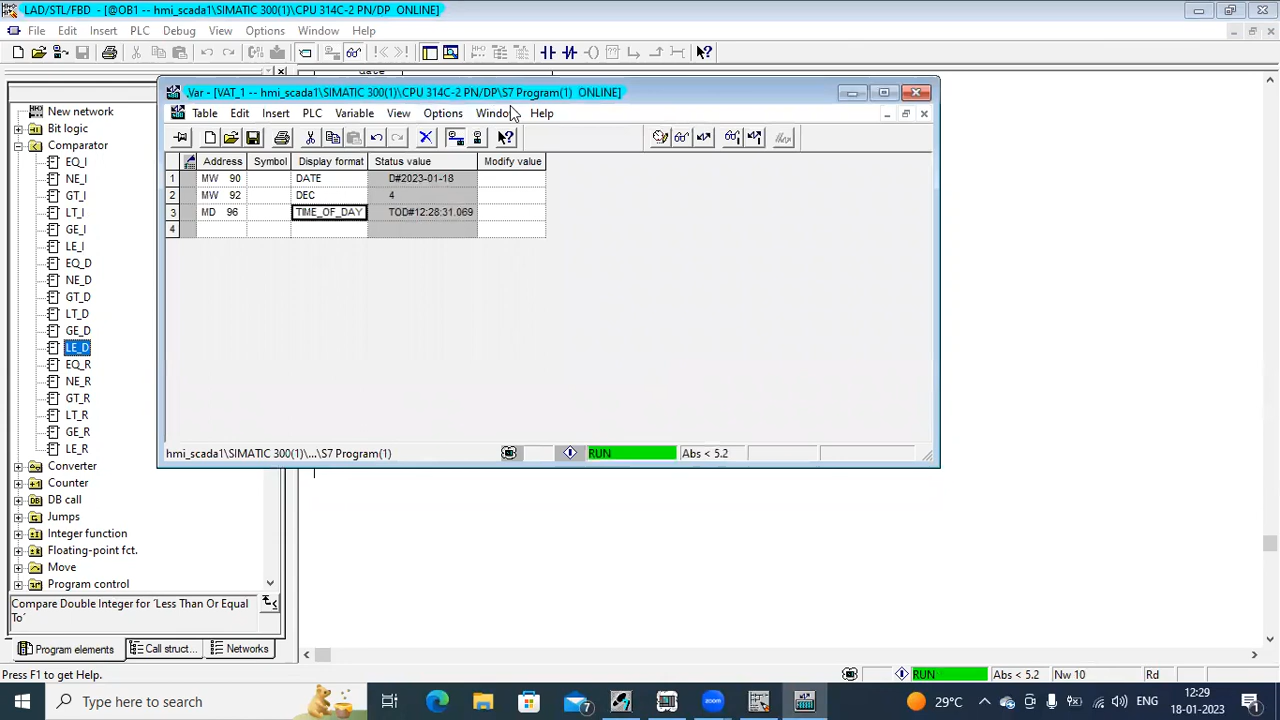 LAD/STL/FBD - [@OB1 -- hmi_scada1\SIMATIC 300(1)\CPU 314C-2 PN/DP ONLINE]
File Edit Insert PLC Debug View Options Window Help
date
Var - [VAT_1 -- hmi_scada1\SIMATIC 300(1)\CPU 314C-2 PN/DP\S7 Program(1) ONLINE]
Table Edit Insert PLC Variable View Options Window Help
Address Symbol Display format Status value Modify value
1 MW 90 DATE D#2023-01-18
2 MW 92 DEC 4
3 MD 96 TIME_OF_DAY TOD#12:28:31.069
4
hmi_scada1\SIMATIC 300(1)\...\S7 Program(1) RUN Abs < 5.2
New network
Bit logic
Comparator
EQ_I
NE_I
GT_I
LT_I
GE_I
LE_I
EQ_D
NE_D
GT_D
LT_D
GE_D
LE_D
EQ_R
NE_R
GT_R
LT_R
GE_R
LE_R
Converter
Counter
DB call
Jumps
Integer function
Floating-point fct.
Move
Program control
Compare Double Integer for 'Less Than Or Equal
To'
Program elements Call struct... Networks
Press F1 to get Help. RUN Abs < 5.2 Nw 10 Rd
Type here to search 7 zoom 29°C ENG 12:29
18-01-2023